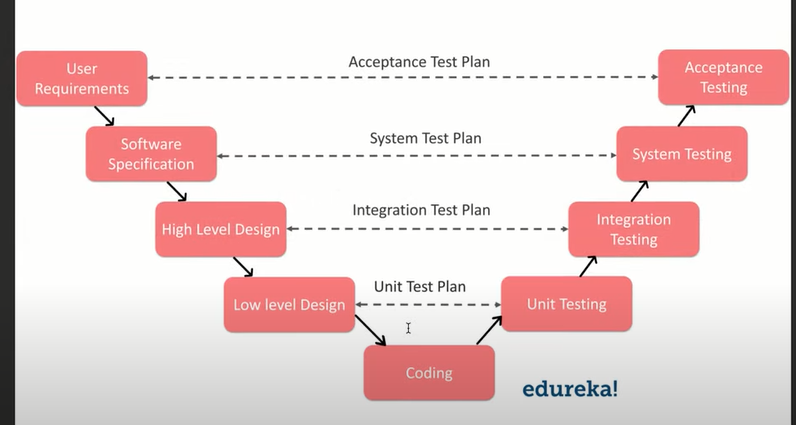 Acceptance Test Plan
User
Requirements
Acceptance
Testing
System Test Plan
Software
Specification
System Testing
Integration Test Plan
High Level Design
Integration
Testing
Unit Test Plan
Low level Design
Unit Testing
Coding
edureka!